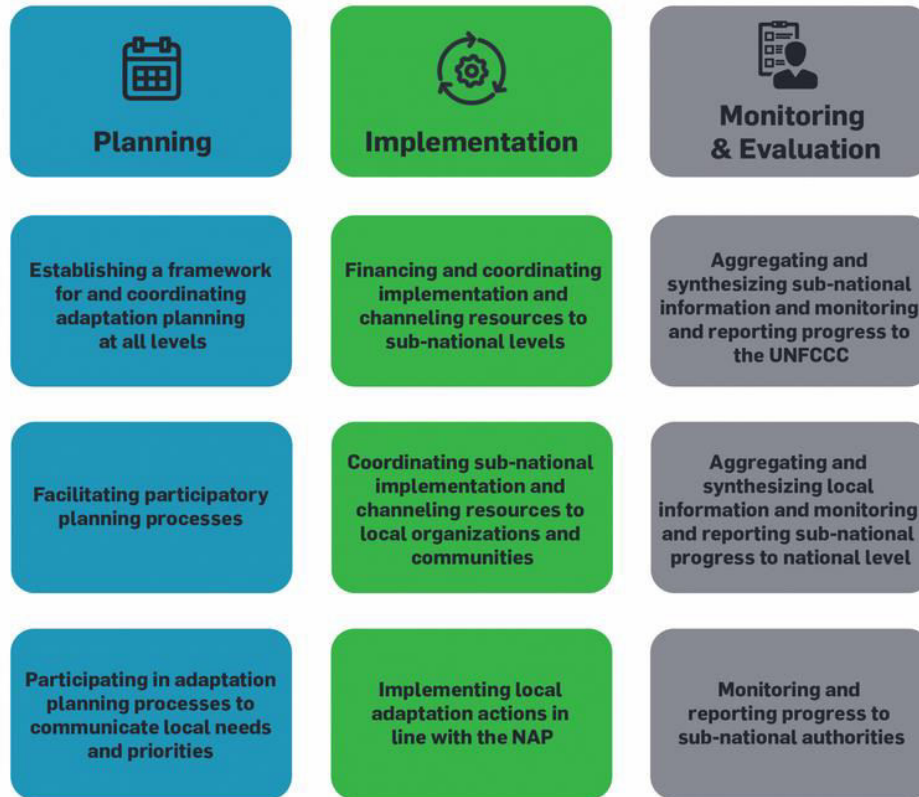 Planning
Implementation
Monitoring
& Evaluation
Establishing a framework
for and coordinating
adaptation planning
at all levels
Financing and coordinating
implementation and
channeling resources to
sub-national levels
Aggregating and
synthesizing sub-national
information and monitoring
and reporting progress to
the UNFCCC
Facilitating participatory
planning processes
Coordinating sub-national
implementation and
channeling resources to
local organizations and
communities
Aggregating and
synthesizing local
information and monitoring
and reporting sub-national
progress to national level
Participating in adaptation
planning processes to
communicate local needs
and priorities
Implementing local
adaptation actions in
line with the NAP
Monitoring and
reporting progress to
sub-national authorities